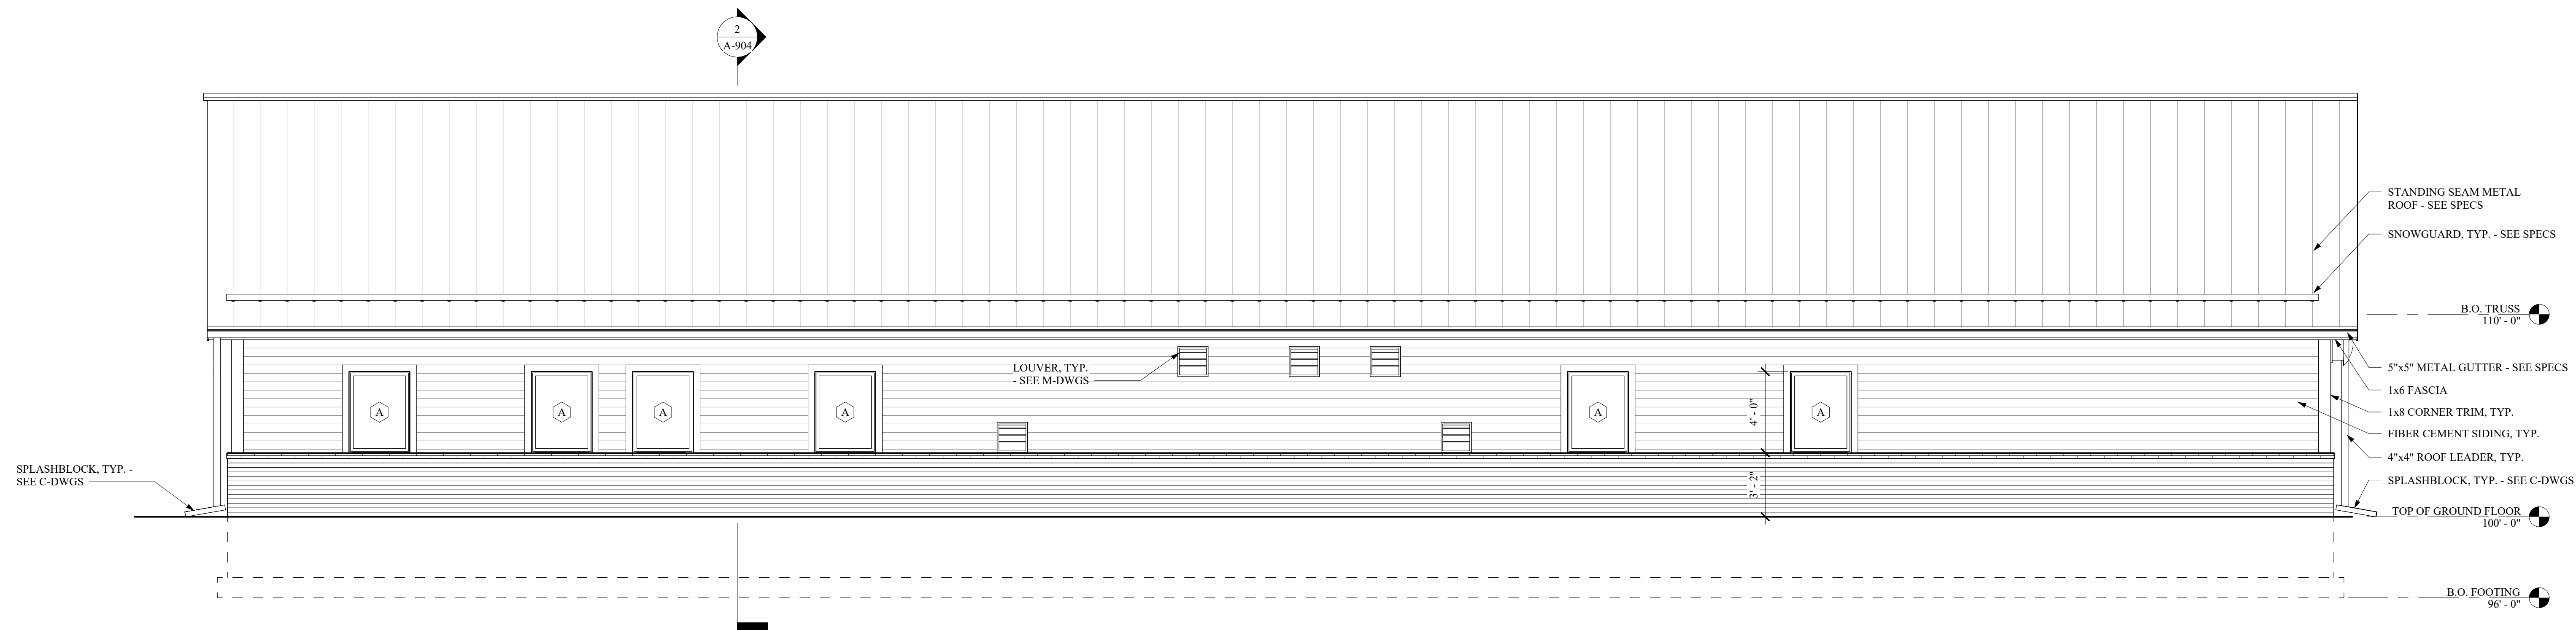 2
A-904
STANDING SEAM METAL
ROOF - SEE SPECS
SNOWGUARD, TYP. - SEE SPECS
B.O. TRUSS
110' - 0"
LOUVER, TYP.
- SEE M-DWGS
5"x5" METAL GUTTER - SEE SPECS
1x6 FASCIA
1x8 CORNER TRIM, TYP.
FIBER CEMENT SIDING, TYP.
4"x4" ROOF LEADER, TYP.
SPLASHBLOCK, TYP. - SEE C-DWGS
A
A
A
A
A
A
4' - 0"
3' - 2"
SPLASHBLOCK, TYP. -
SEE C-DWGS
TOP OF GROUND FLOOR
100' - 0"
B.O. FOOTING
96' - 0"